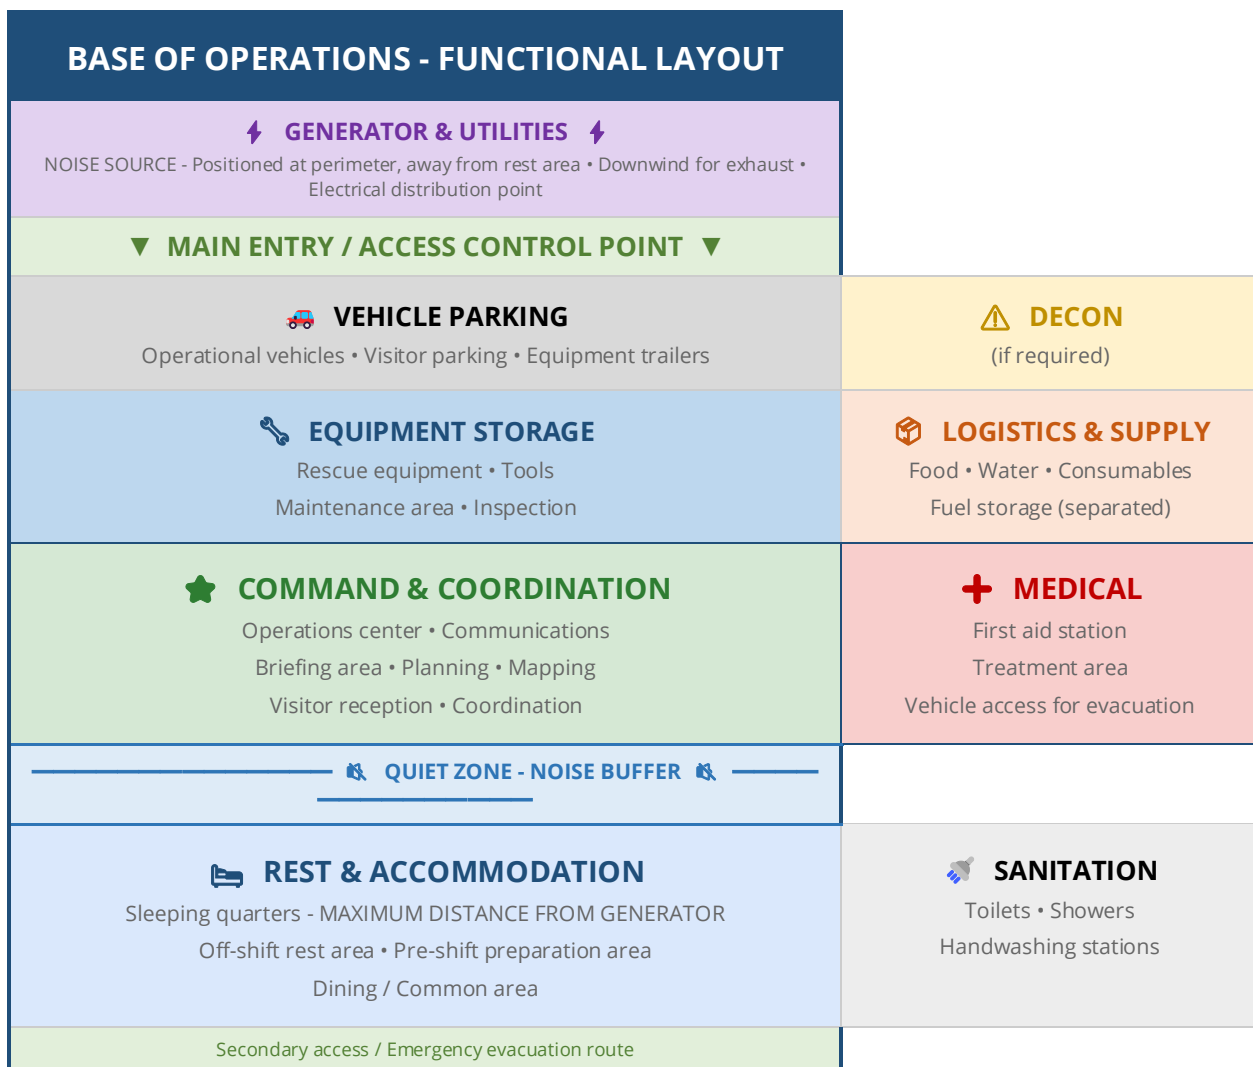 BASE OF OPERATIONS - FUNCTIONAL LAYOUT
GENERATOR & UTILITIES
NOISE SOURCE - Positioned at perimeter, away from rest area • Downwind for exhaust •
Electrical distribution point
▼ MAIN ENTRY / ACCESS CONTROL POINT ▼
VEHICLE PARKING
Operational vehicles • Visitor parking • Equipment trailers
DECON
(if required)
EQUIPMENT STORAGE
Rescue equipment • Tools
Maintenance area • Inspection
LOGISTICS & SUPPLY
Food • Water • Consumables
Fuel storage (separated)
COMMAND & COORDINATION
Operations center • Communications
Briefing area • Planning • Mapping
Visitor reception • Coordination
MEDICAL
First aid station
Treatment area
Vehicle access for evacuation
QUIET ZONE - NOISE BUFFER
REST & ACCOMMODATION
Sleeping quarters - MAXIMUM DISTANCE FROM GENERATOR
Off-shift rest area • Pre-shift preparation area
Dining / Common area
SANITATION
Toilets • Showers
Handwashing stations
Secondary access / Emergency evacuation route